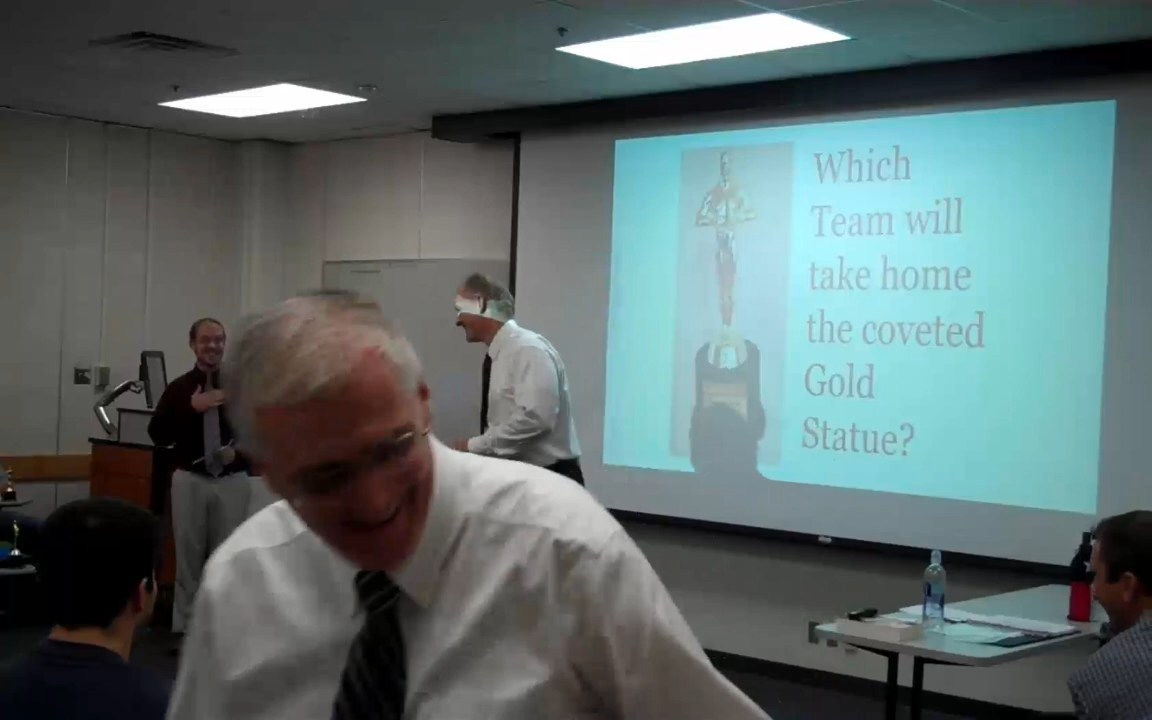 Which
Team will
take home
the coveted
Gold
Statue?